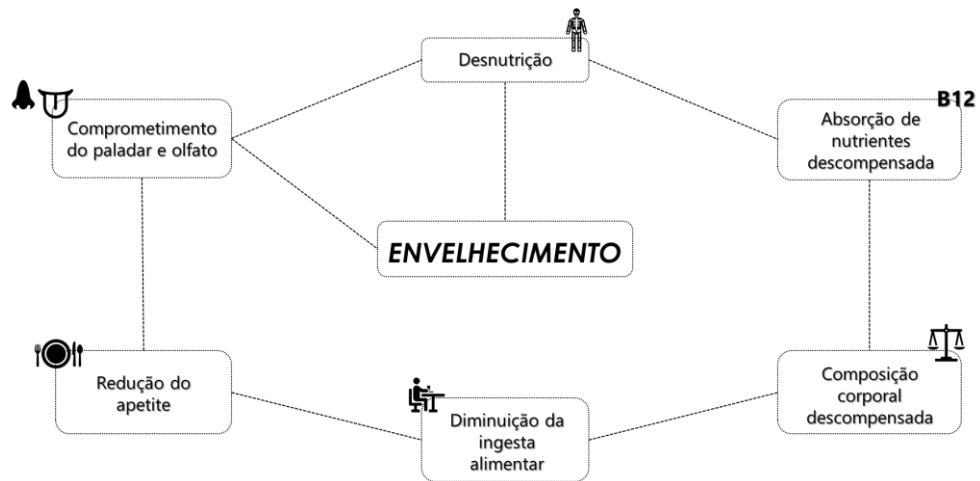 Desnutrição
B12
Comprometimento
do paladar e olfato
Absorção de
nutrientes
descompensada
ENVELHECIMENTO
Redução do
apetite
Diminuição da
ingesta
alimentar
Composição
corporal
descompensada